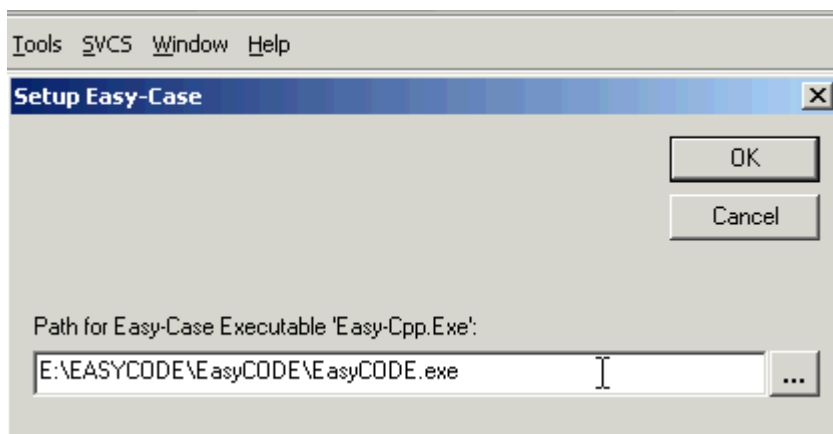 Tools SVCS Window Help
Setup Easy-Case
OK
Cancel
Path for Easy-Case Executable 'Easy-Cpp.Exe':
E:\EASYCODE\EasyCODE\EasyCODE.exe
...